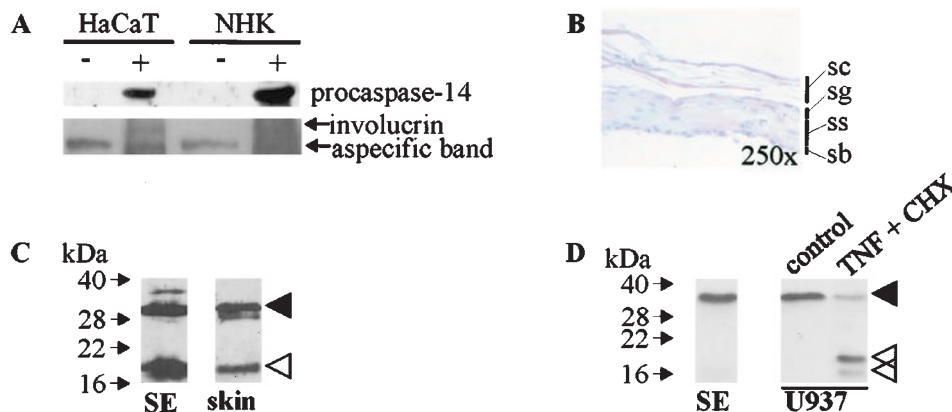 A
HaCaT NHK
- + - +
procaspase-14
involucrin
aspecific band
B
sc
sg
ss
sb
250x
C
kDa
40
28
22
16
SE skin
D
kDa
control
TNF + CHX
40
28
22
16
SE U937